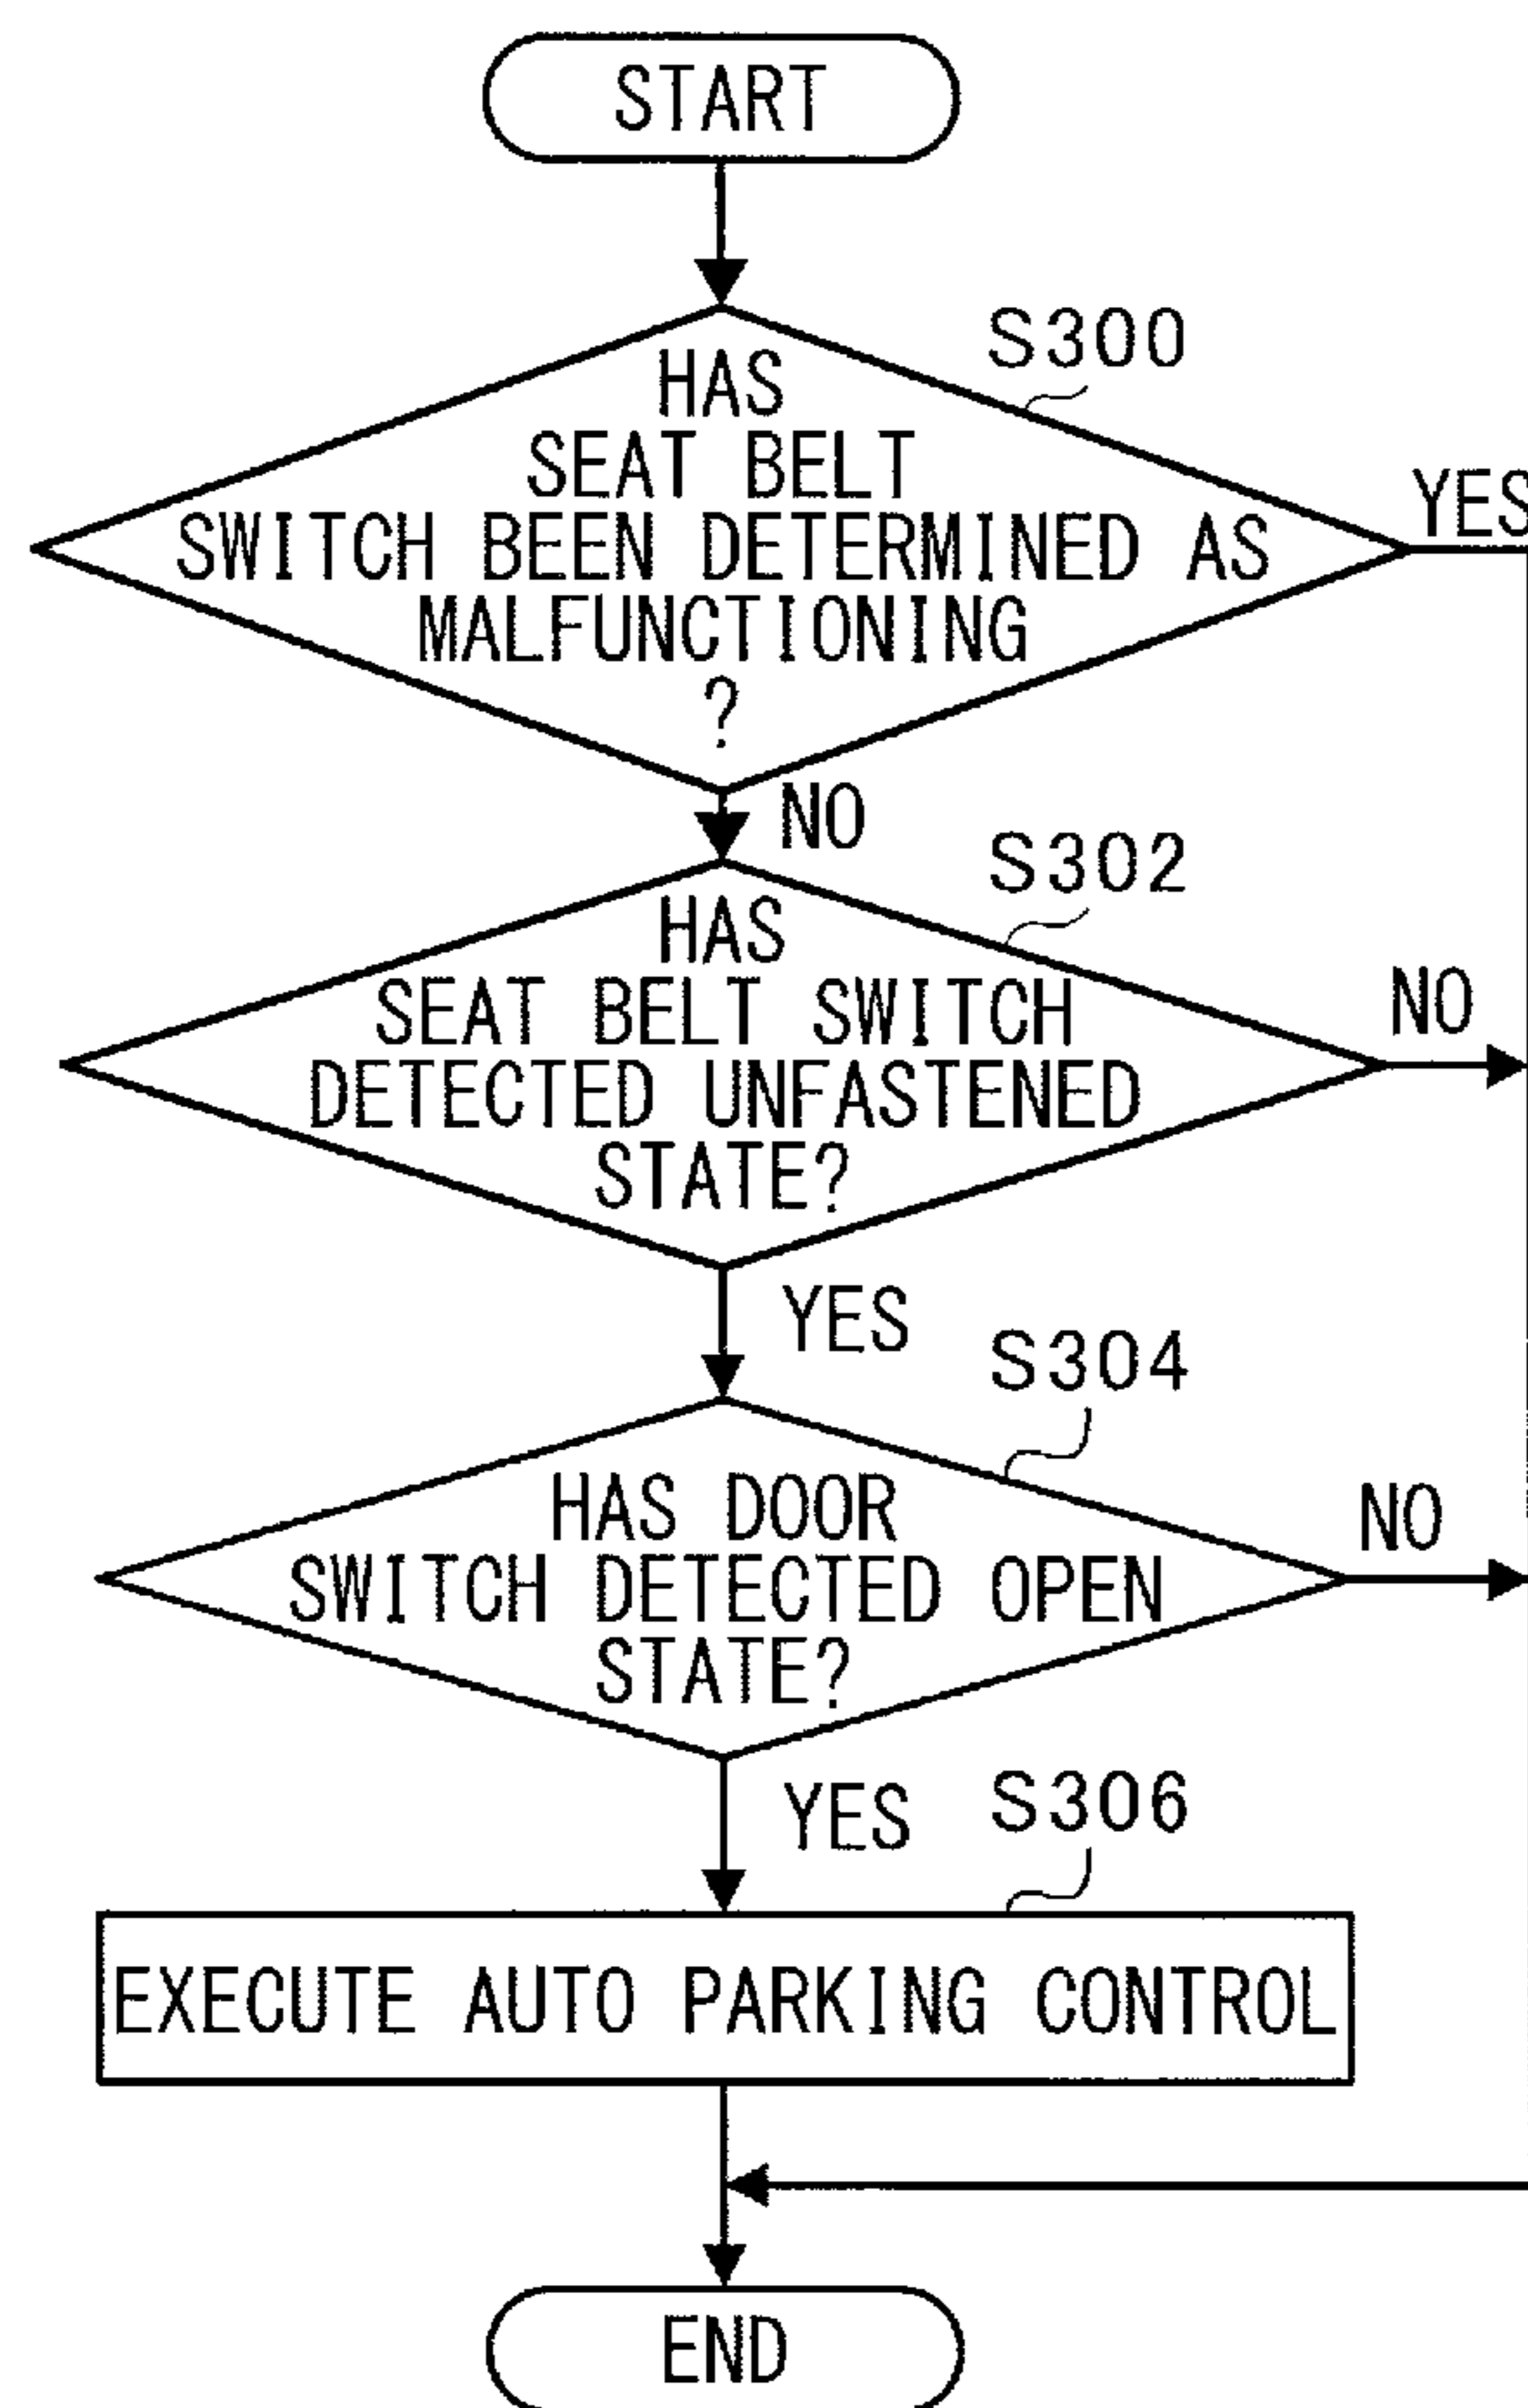 START
S300
HAS
SEAT BELT
SWITCH BEEN DETERMINED AS
MALFUNCTIONING
?
YES
NO
S302
HAS
SEAT BELT SWITCH
DETECTED UNFASTENED
STATE?
NO
YES
S304
HAS DOOR
SWITCH DETECTED OPEN
STATE?
NO
YES
S306
EXECUTE AUTO PARKING CONTROL
END